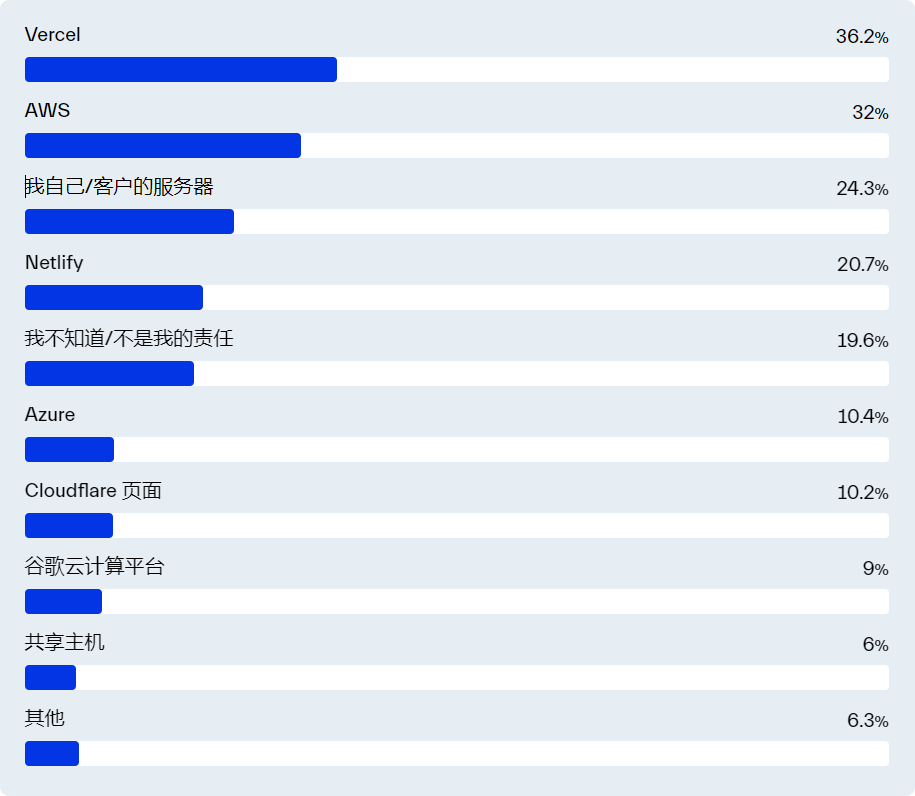 Vercel 36.2%
AWS 32%
我自己/客户的服务器 24.3%
Netlify 20.7%
我不知道/不是我的责任 19.6%
Azure 10.4%
Cloudflare 页面 10.2%
谷歌云计算平台 9%
共享主机 6%
其他 6.3%